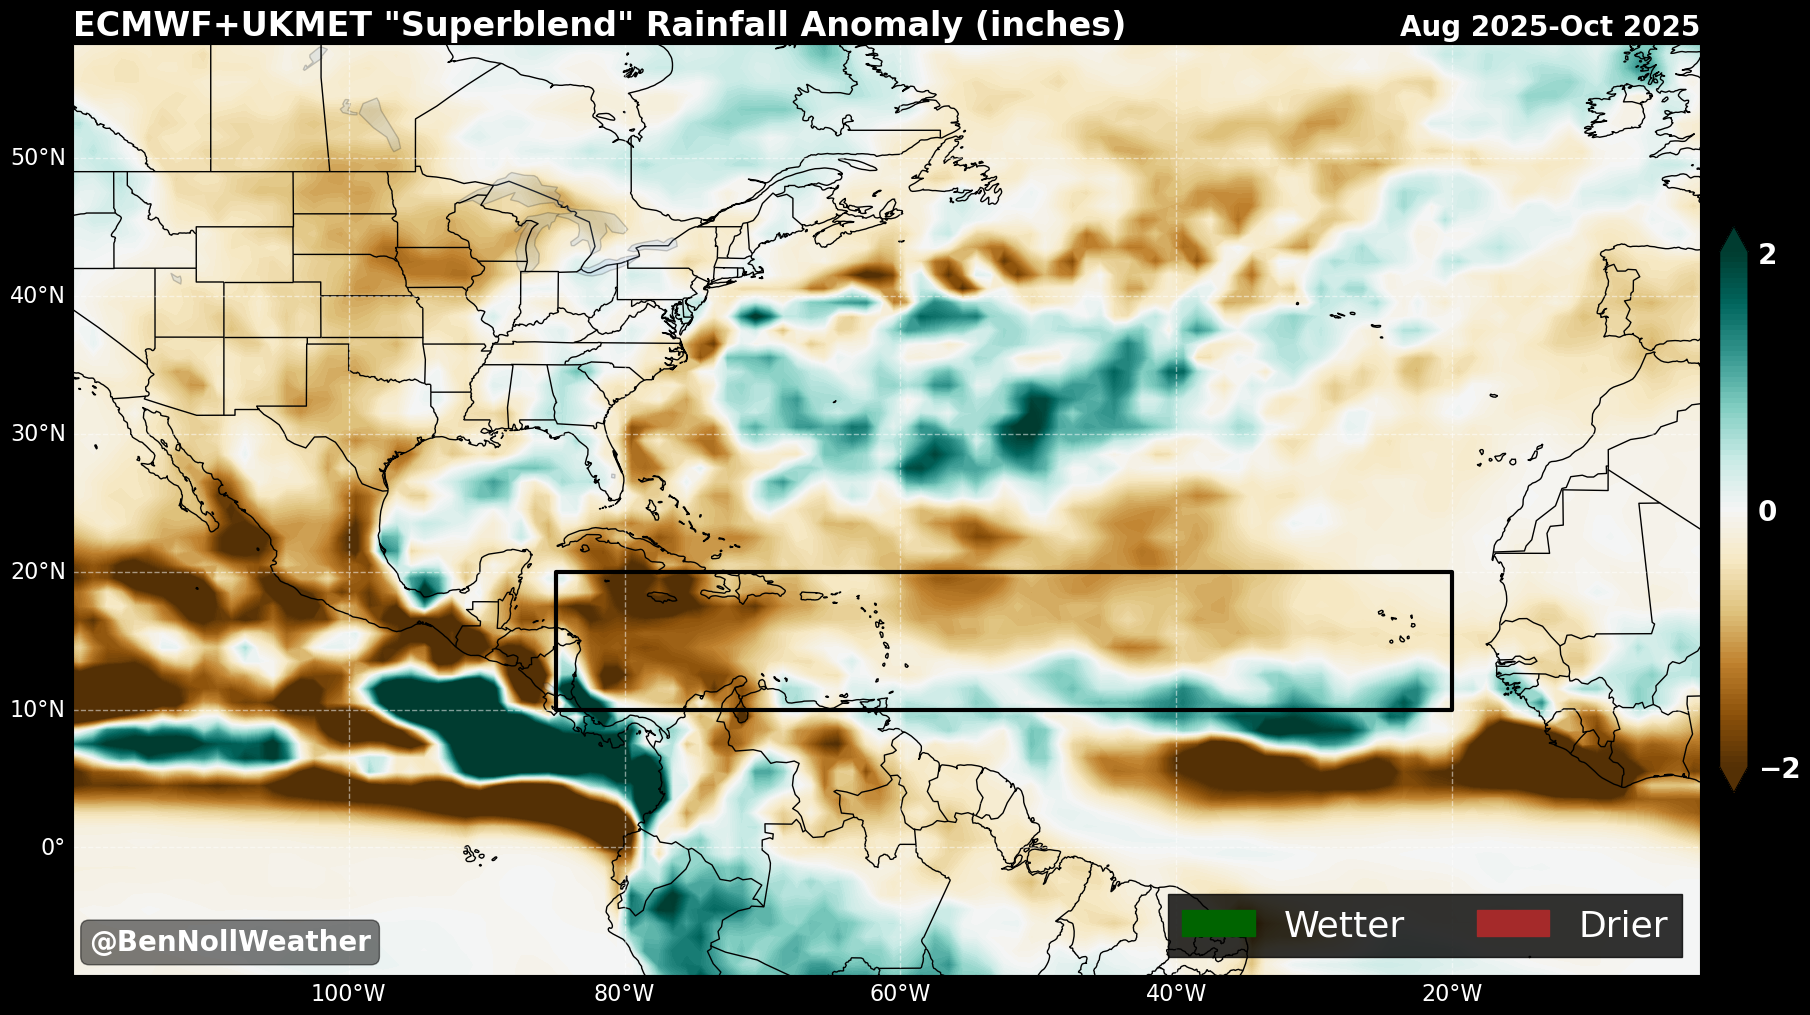 ECMWF+UKMET "Superblend" Rainfall Anomaly (inches)
Aug 2025-Oct 2025
50°N
40°N
30°N
20°N
10°N
0°
100°W
80°W
60°W
40°W
20°W
2
0
−2
@BenNollWeather
Wetter
Drier